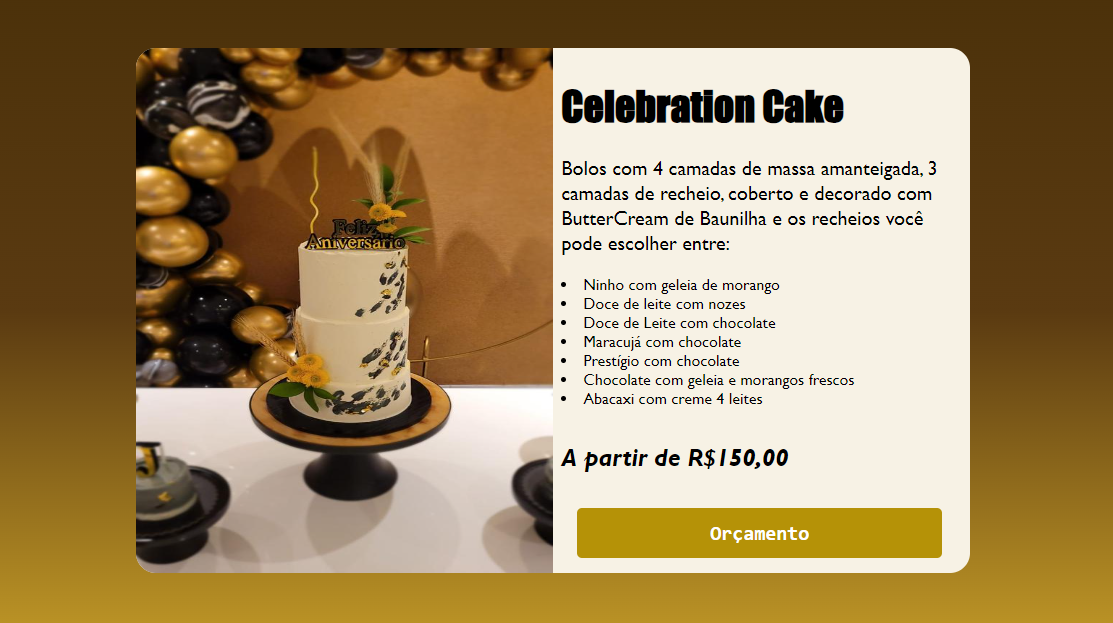 Feliz
Aniversário
Celebration Cake
Bolos com 4 camadas de massa amanteigada, 3
camadas de recheio, coberto e decorado com
ButterCream de Baunilha e os recheios você
pode escolher entre:
• Ninho com geleia de morango
• Doce de leite com nozes
• Doce de Leite com chocolate
• Maracujá com chocolate
• Prestígio com chocolate
• Chocolate com geleia e morangos frescos
• Abacaxi com creme 4 leites
A partir de R$150,00
Orçamento